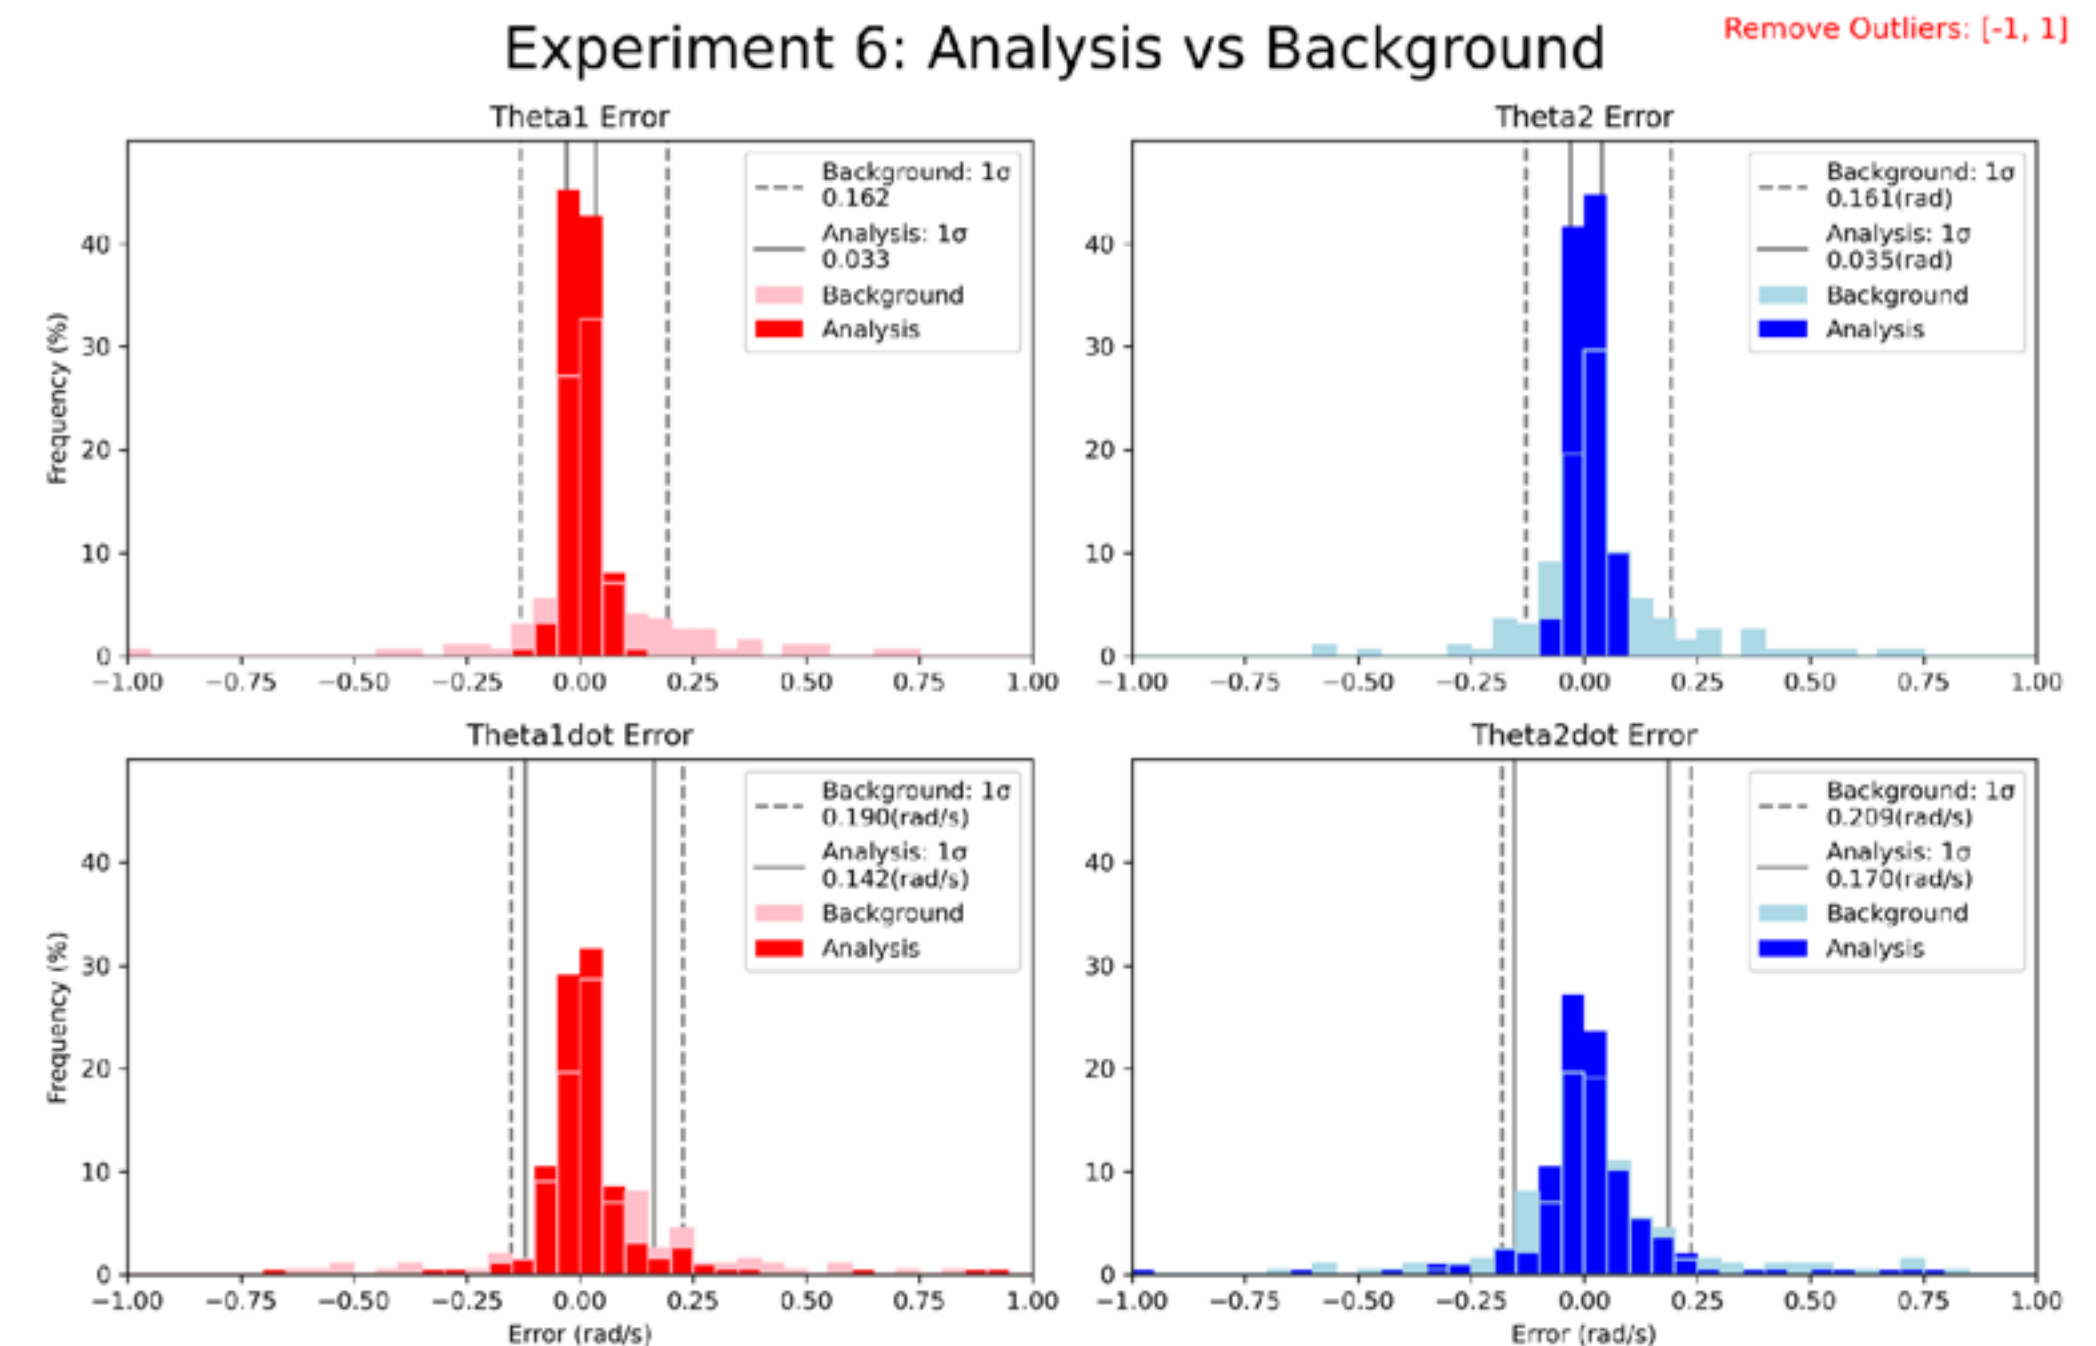 Experiment 6: Analysis vs Background
Remove Outliers: [-1, 1]
Theta1 Error
Frequency (%)
40
30
20
10
0
−1.00 −0.75 −0.50 −0.25 0.00 0.25 0.50 0.75 1.00
Background: 1σ
0.162
Analysis: 1σ
0.033
Background
Analysis
Theta2 Error
40
30
20
10
0
−1.00 −0.75 −0.50 −0.25 0.00 0.25 0.50 0.75 1.00
Background: 1σ
0.161(rad)
Analysis: 1σ
0.035(rad)
Background
Analysis
Theta1dot Error
Frequency (%)
40
30
20
10
0
−1.00 −0.75 −0.50 −0.25 0.00 0.25 0.50 0.75 1.00
Error (rad/s)
Background: 1σ
0.190(rad/s)
Analysis: 1σ
0.142(rad/s)
Background
Analysis
Theta2dot Error
40
30
20
10
0
−1.00 −0.75 −0.50 −0.25 0.00 0.25 0.50 0.75 1.00
Error (rad/s)
Background: 1σ
0.209(rad/s)
Analysis: 1σ
0.170(rad/s)
Background
Analysis